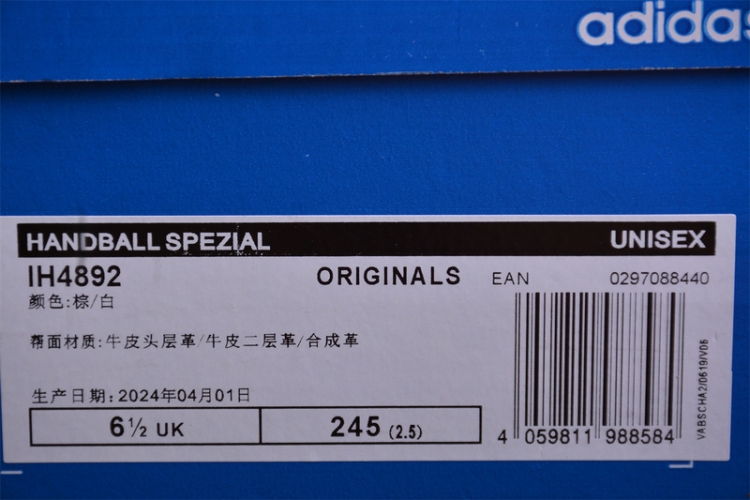 adidas
HANDBALL SPEZIAL UNISEX
IH4892 ORIGINALS EAN 0297088440
颜色:棕/白
帮面材质:牛皮头层革/牛皮二层革/合成革
生产日期:2024年04月01日
6½ UK 245 (2.5)
4 059811 988584
VABSCHA2/0619/V05